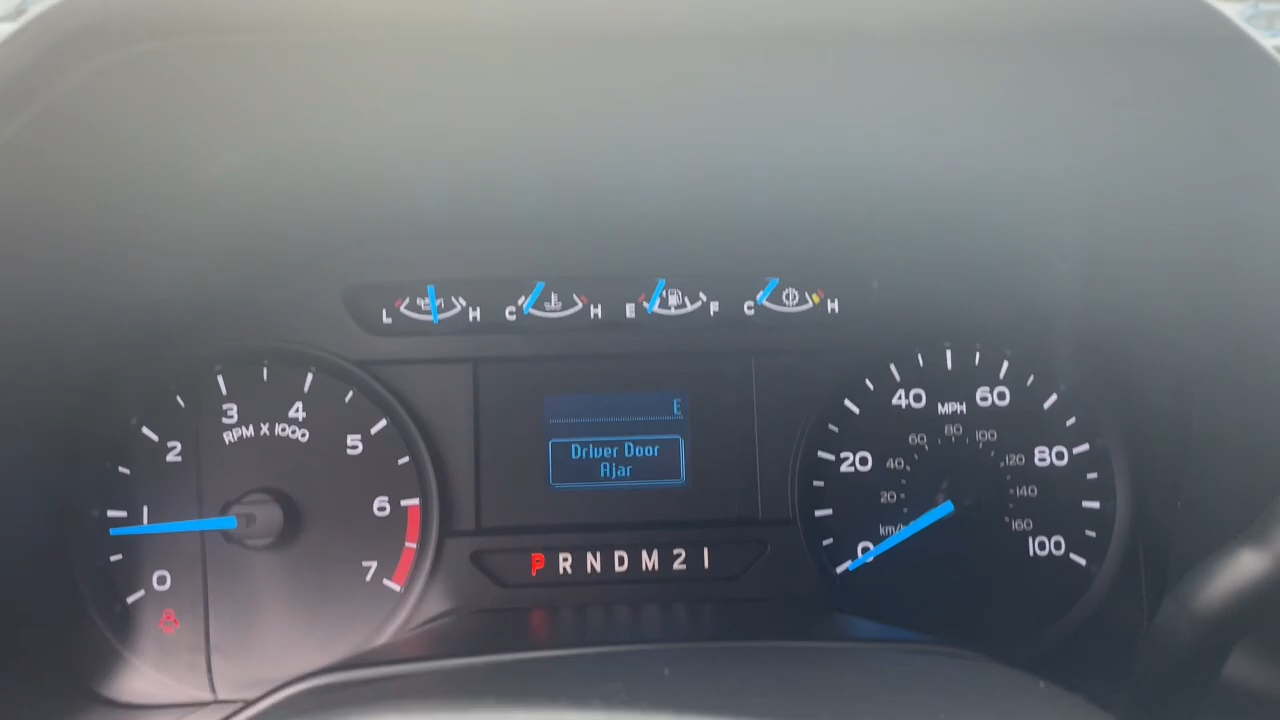 L H C H E F C H
E
Driver Door
Ajar
0 1 2 3 4 5 6 7
RPM X 1000
P R N D M 2 1
0 20 40 60 80 100
MPH
km/h 20 40 60 80 100 120 140 160